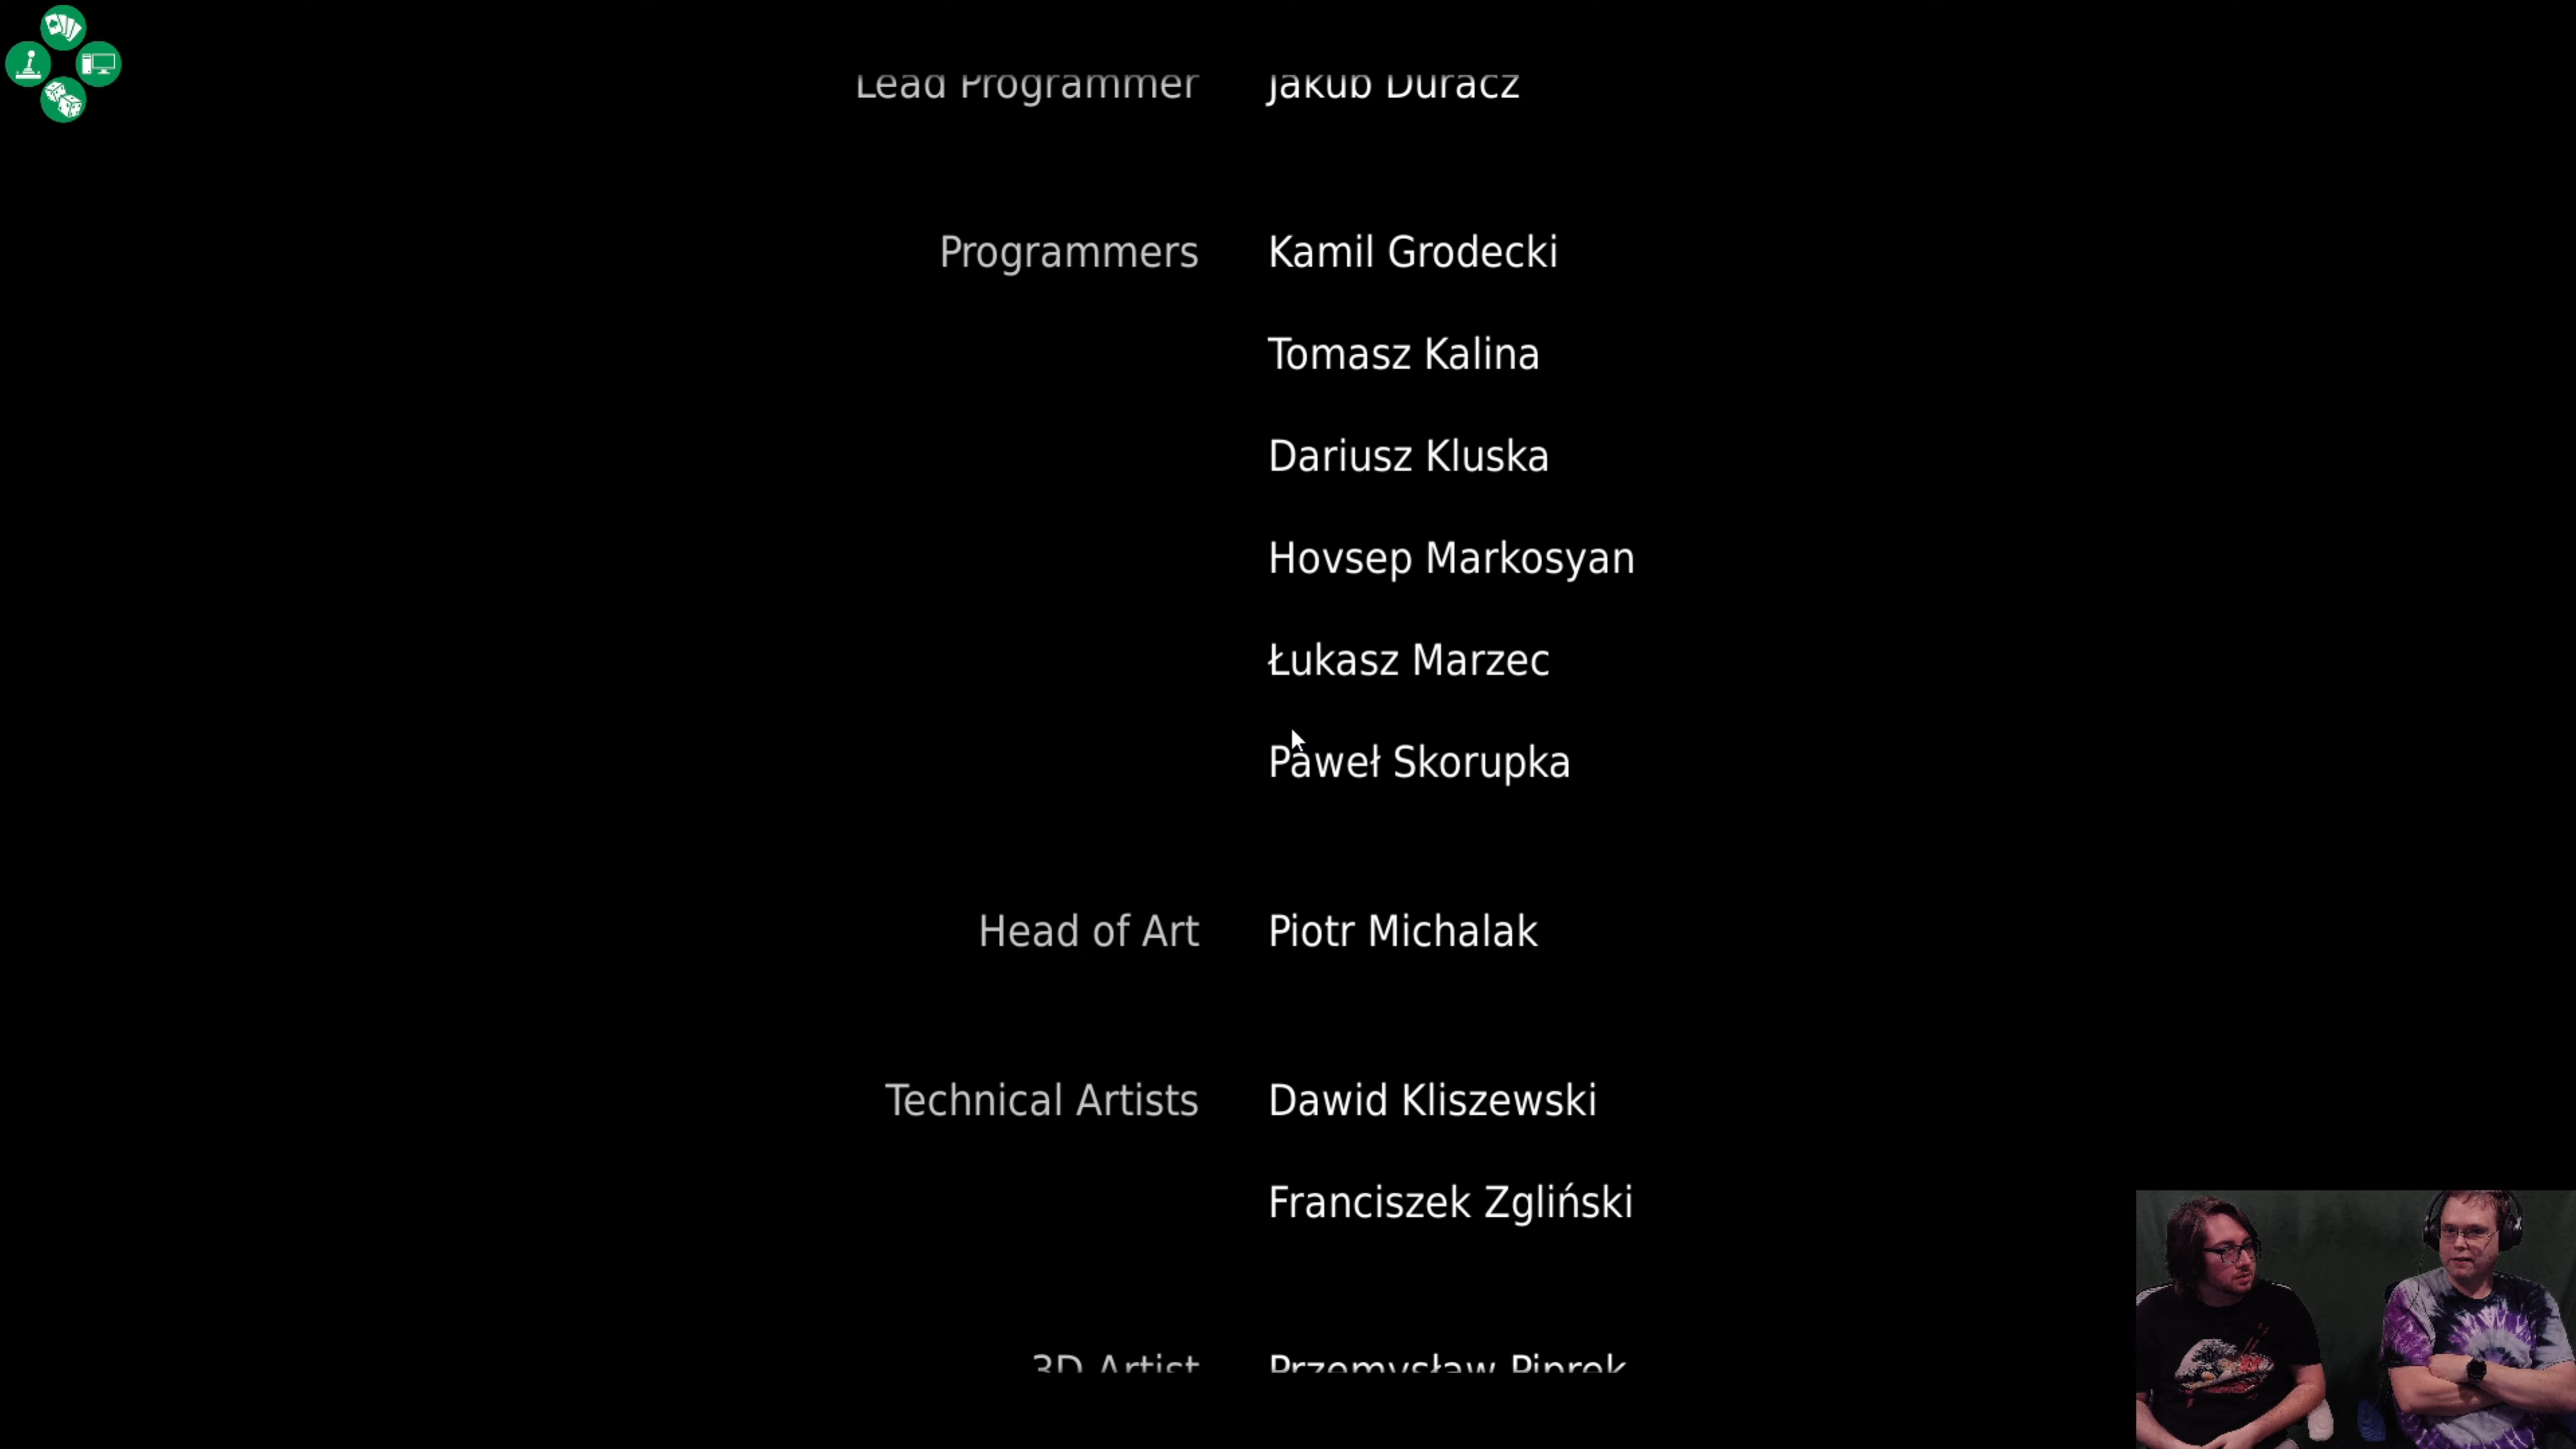 Lead Programmer Jakub Duracz
Programmers Kamil Grodecki
Tomasz Kalina
Dariusz Kluska
Hovsep Markosyan
Łukasz Marzec
Paweł Skorupka
Head of Art Piotr Michalak
Technical Artists Dawid Kliszewski
Franciszek Zgliński
3D Artist Przemysław